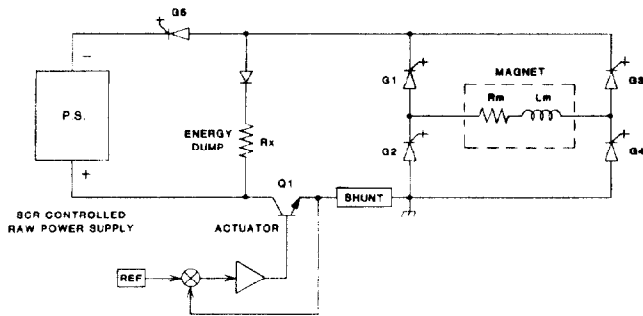 G5
−
G1
MAGNET
G3
P.S.
Rm
Lm
ENERGY
DUMP
Rx
G2
G4
+
Q1
SHUNT
SCR CONTROLLED
RAW POWER SUPPLY
ACTUATOR
REF